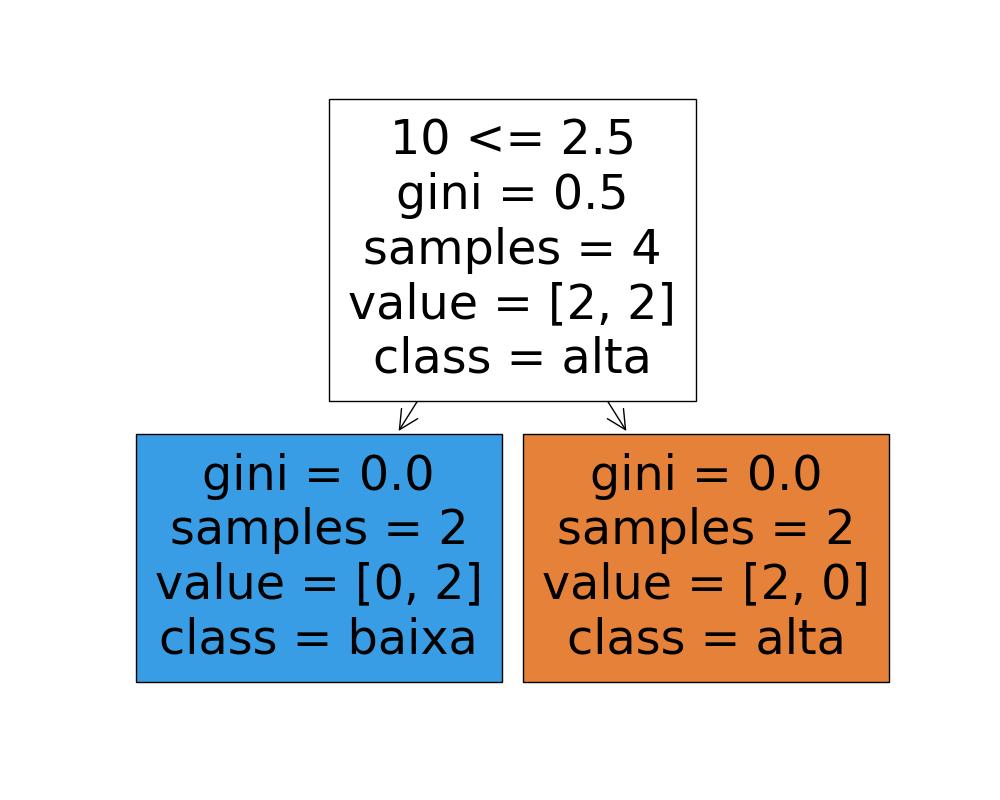 10 <= 2.5
gini = 0.5
samples = 4
value = [2, 2]
class = alta
gini = 0.0
samples = 2
value = [0, 2]
class = baixa
gini = 0.0
samples = 2
value = [2, 0]
class = alta